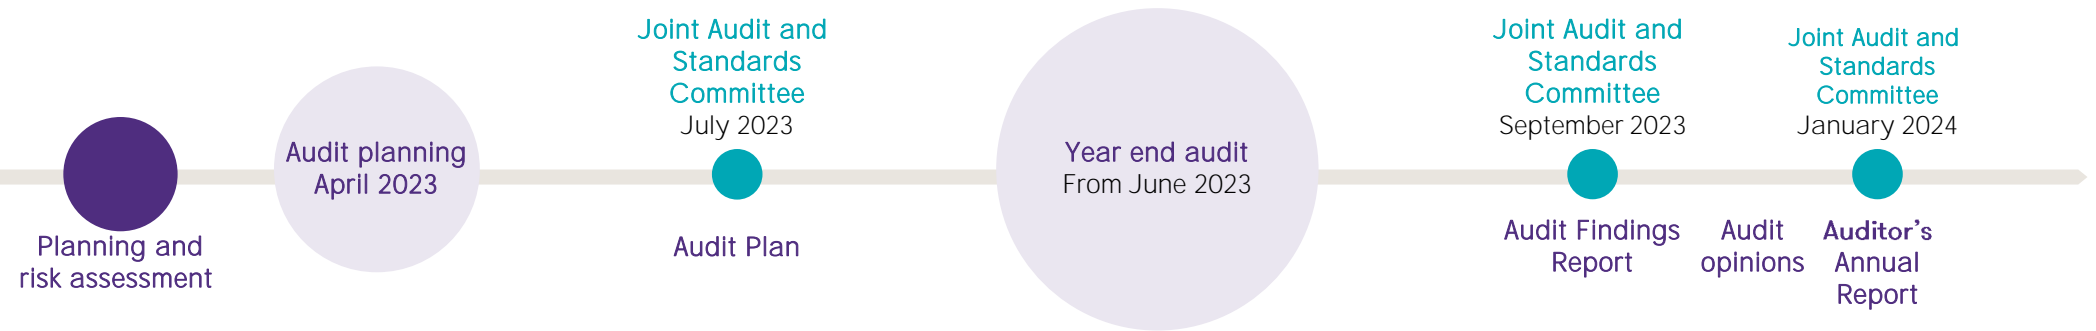 Planning and
risk assessment
Audit planning
April 2023
Joint Audit and
Standards
Committee
July 2023
Audit Plan
Year end audit
From June 2023
Joint Audit and
Standards
Committee
September 2023
Audit Findings
Report
Audit
opinions
Joint Audit and
Standards
Committee
January 2024
Auditor's
Annual
Report